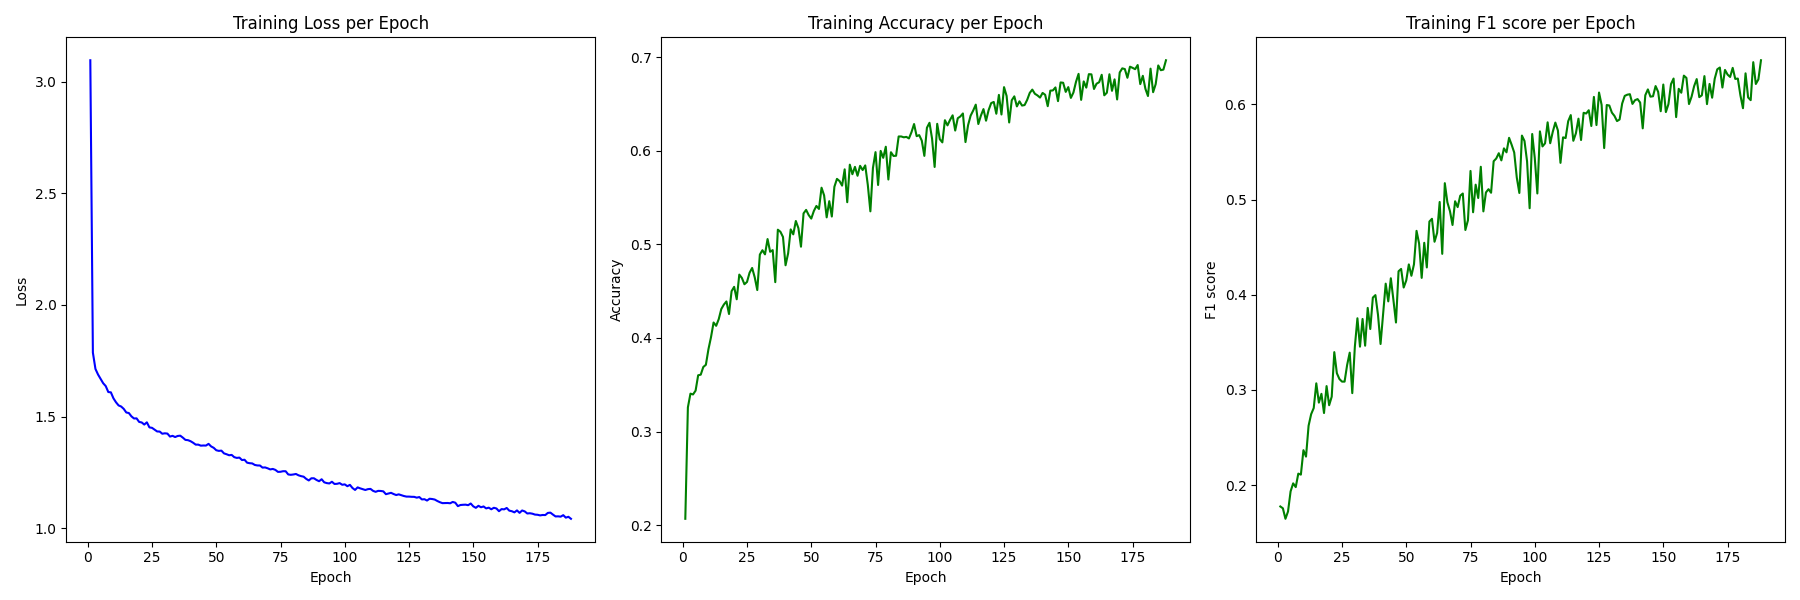 Training Loss per Epoch
3.0
2.5
2.0
1.5
1.0
Loss
0 25 50 75 100 125 150 175
Epoch
Training Accuracy per Epoch
0.7
0.6
0.5
0.4
0.3
0.2
Accuracy
0 25 50 75 100 125 150 175
Epoch
Training F1 score per Epoch
0.6
0.5
0.4
0.3
0.2
F1 score
0 25 50 75 100 125 150 175
Epoch